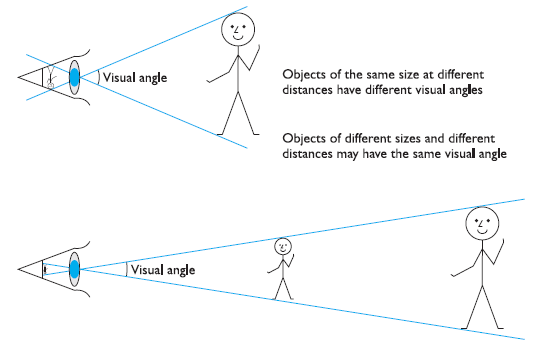 Visual angle
Objects of the same size at different
distances have different visual angles
Objects of different sizes and different
distances may have the same visual angle
Visual angle